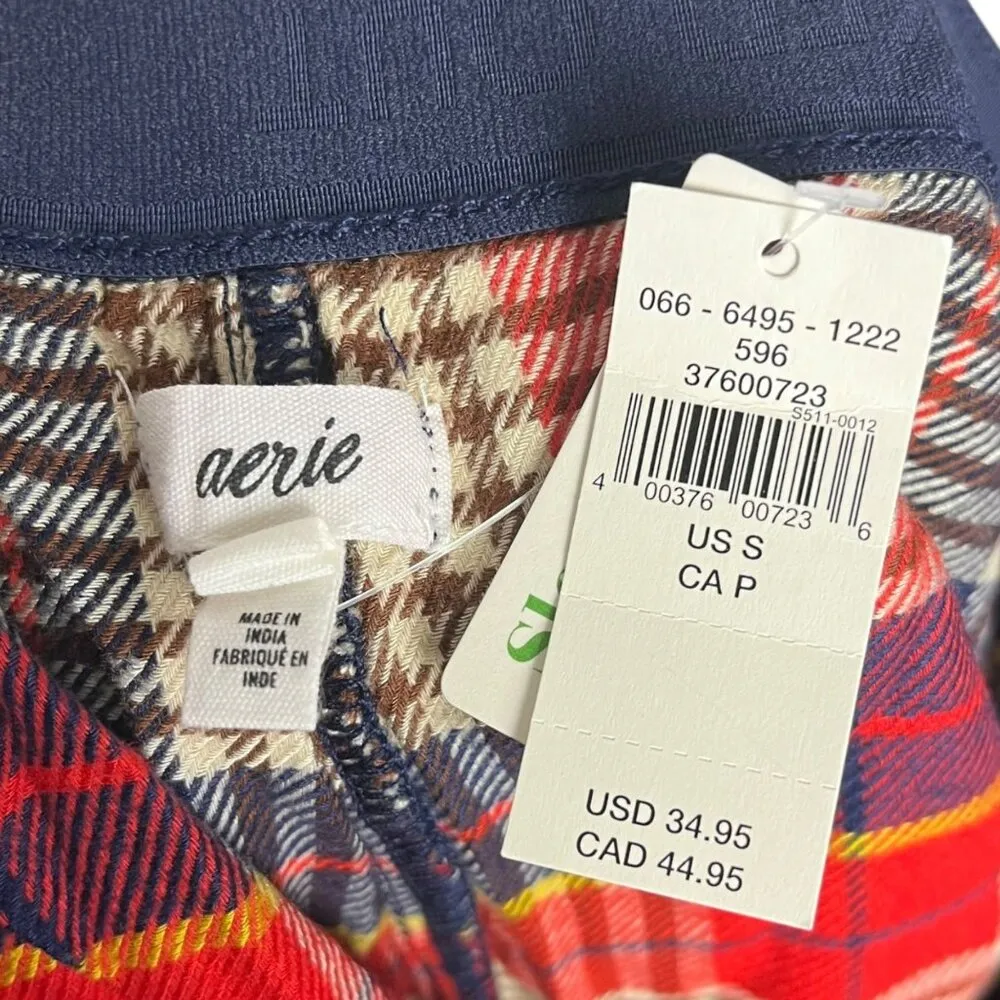 aerie
MADE IN
INDIA
FABRIQUÉ EN
INDE
066 - 6495 - 1222
596
37600723
S511-0012
4 00376 00723 6
US S
CA P
USD 34.95
CAD 44.95